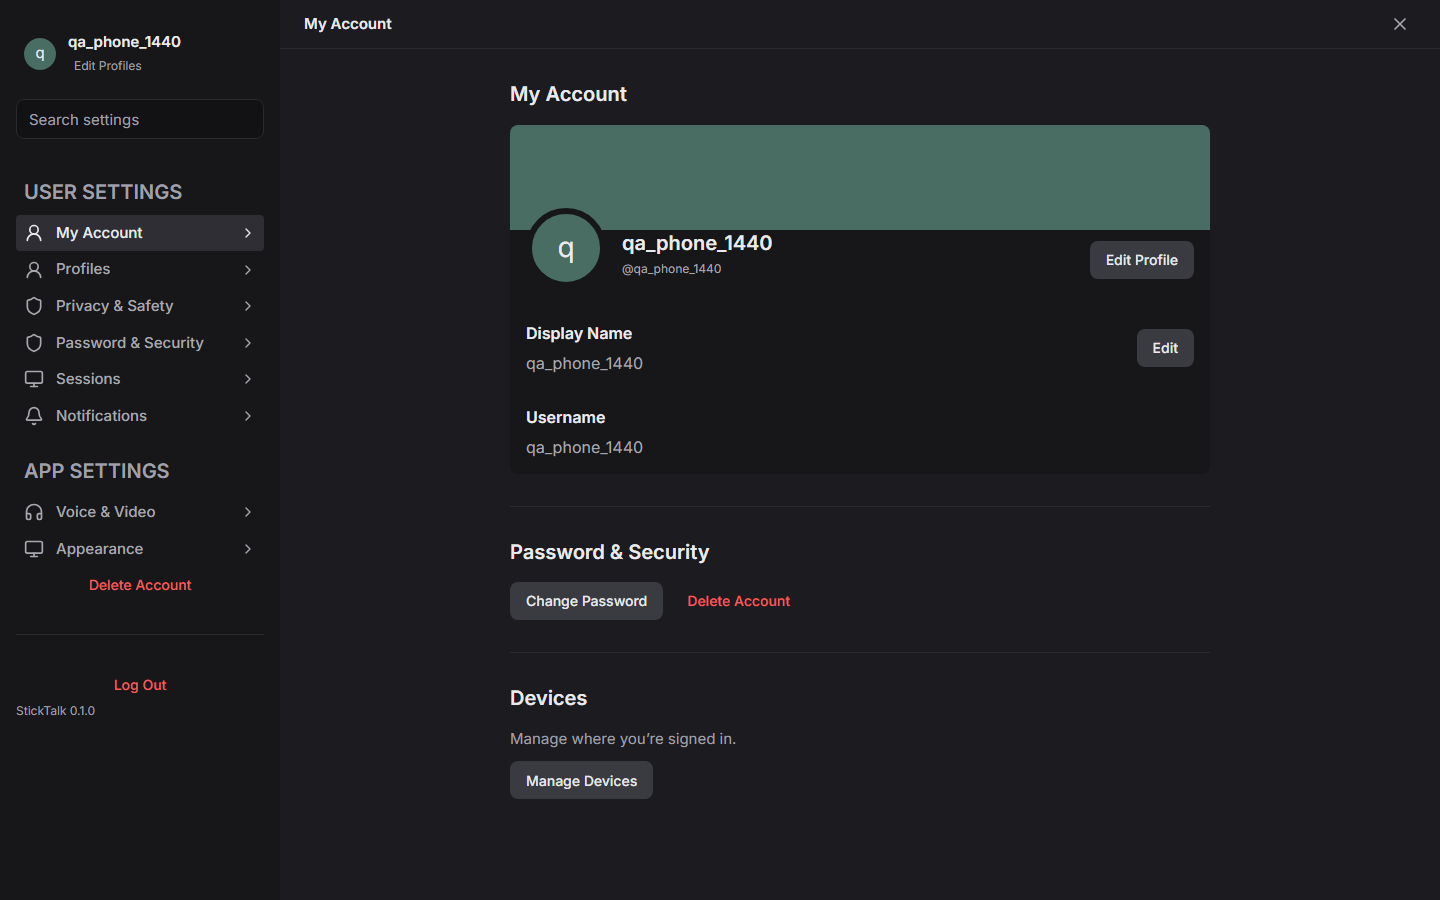 q
qa_phone_1440
Edit Profiles
Search settings
USER SETTINGS
My Account
Profiles
Privacy & Safety
Password & Security
Sessions
Notifications
APP SETTINGS
Voice & Video
Appearance
Delete Account
Log Out
StickTalk 0.1.0
My Account
My Account
q
qa_phone_1440
@qa_phone_1440
Edit Profile
Display Name
qa_phone_1440
Edit
Username
qa_phone_1440
Password & Security
Change Password
Delete Account
Devices
Manage where you’re signed in.
Manage Devices